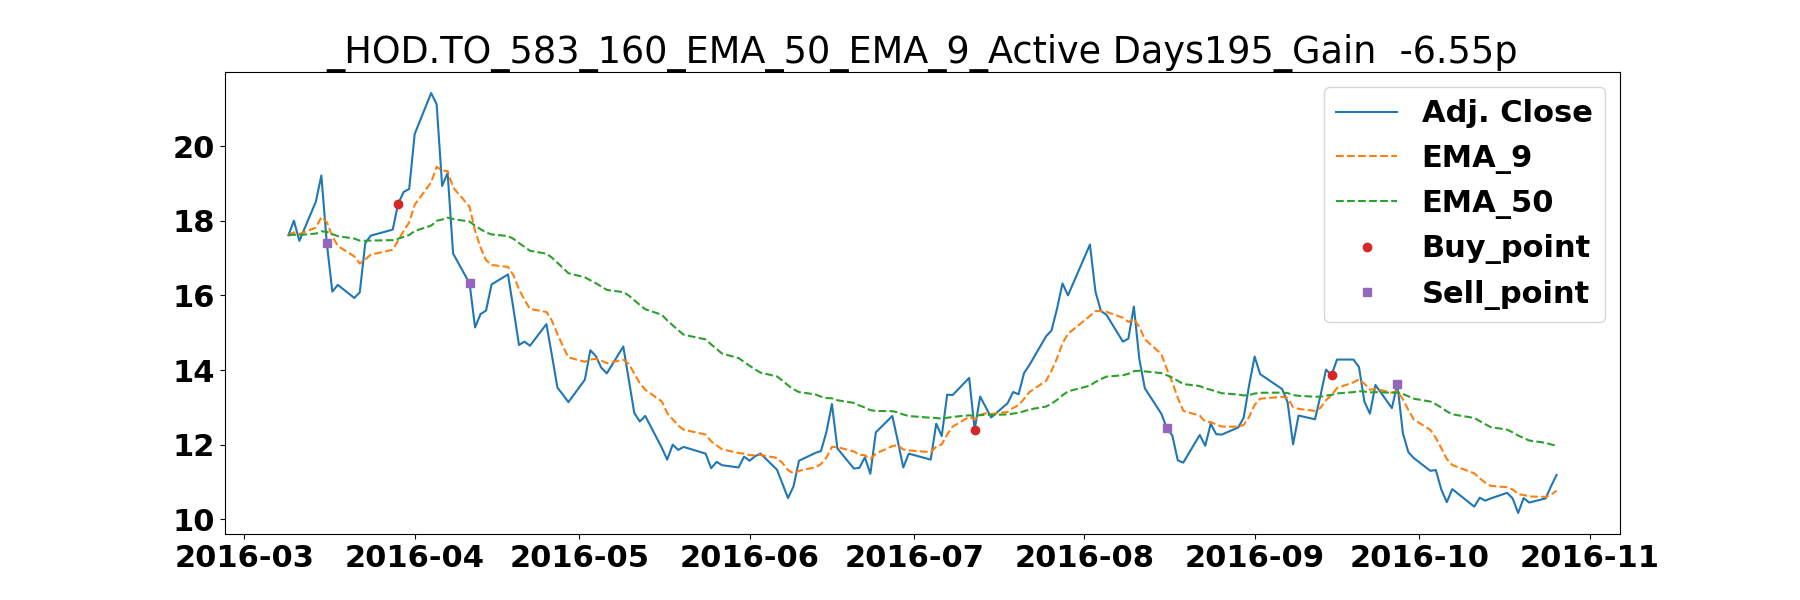 _HOD.TO_583_160_EMA_50_EMA_9_Active Days195_Gain  -6.55p
Adj. Close
EMA_9
EMA_50
Buy_point
Sell_point
20
18
16
14
12
10
2016-03 2016-04 2016-05 2016-06 2016-07 2016-08 2016-09 2016-10 2016-11